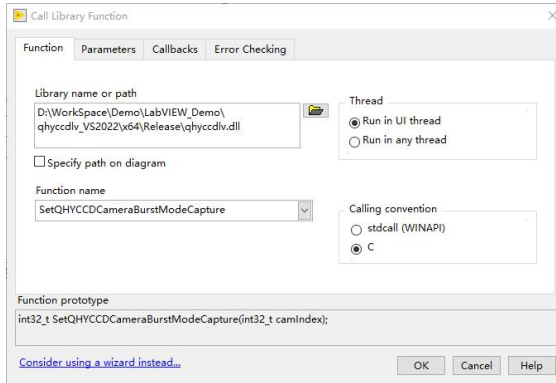 Call Library Function
Function
Parameters
Callbacks
Error Checking
Library name or path
D:\WorkSpace\Demo\LabVIEW_Demo\
qhyccdlv_VS2022\x64\Release\qhyccdlv.dll
Specify path on diagram
Function name
SetQHYCCDCameraBurstModeCapture
Thread
Run in UI thread
Run in any thread
Calling convention
stdcall (WINAPI)
C
Function prototype
int32_t SetQHYCCDCameraBurstModeCapture(int32_t camIndex);
Consider using a wizard instead...
OK
Cancel
Help